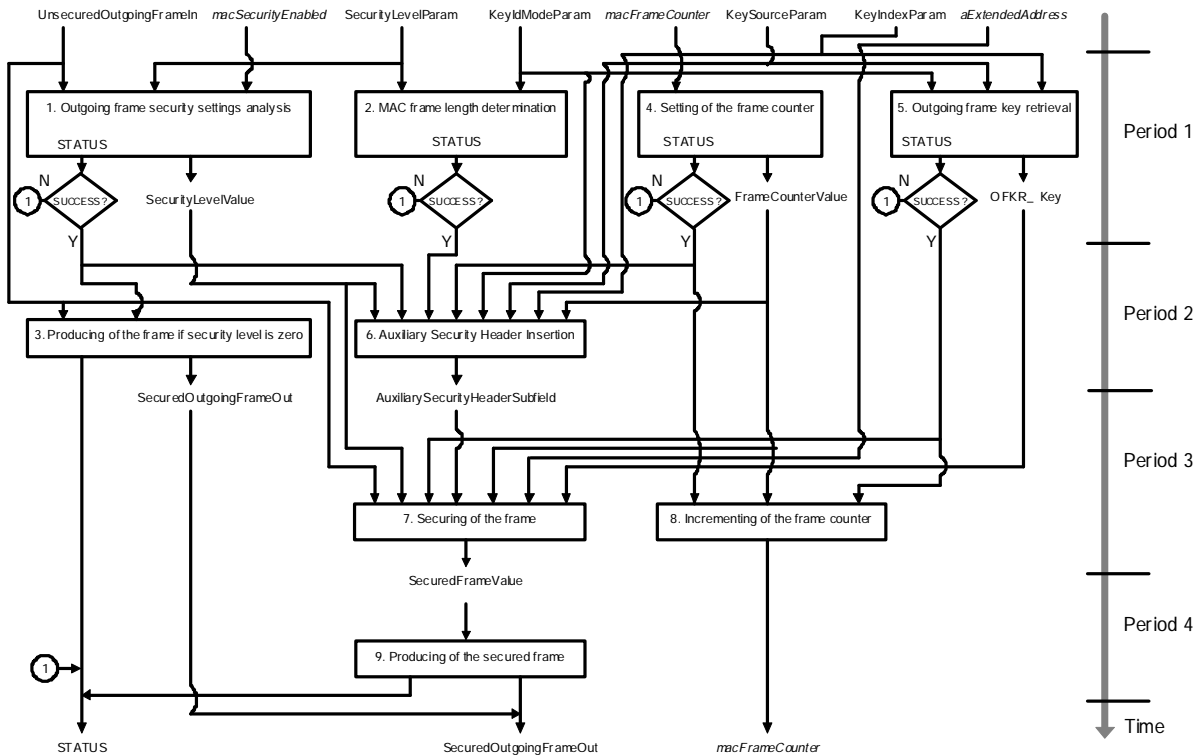 UnsecuredOutgoingFrameIn macSecurityEnabled SecurityLevelParam KeyIdModeParam macFrameCounter KeySourceParam KeyIndexParam aExtendedAddress
1. Outgoing frame security settings analysis
STATUS
2. MAC frame length determination
STATUS
4. Setting of the frame counter
STATUS
5. Outgoing frame key retrieval
STATUS
Period 1
1 N SUCCESS? Y
SecurityLevelValue
1 N SUCCESS? Y
1 N SUCCESS? Y
FrameCounterValue
1 N SUCCESS? Y
OFKR_ Key
Period 2
3. Producing of the frame if security level is zero
6. Auxiliary Security Header Insertion
SecuredOutgoingFrameOut
AuxiliarySecurityHeaderSubfield
Period 3
7. Securing of the frame
8. Incrementing of the frame counter
SecuredFrameValue
Period 4
9. Producing of the secured frame
1
Time
STATUS
SecuredOutgoingFrameOut
macFrameCounter